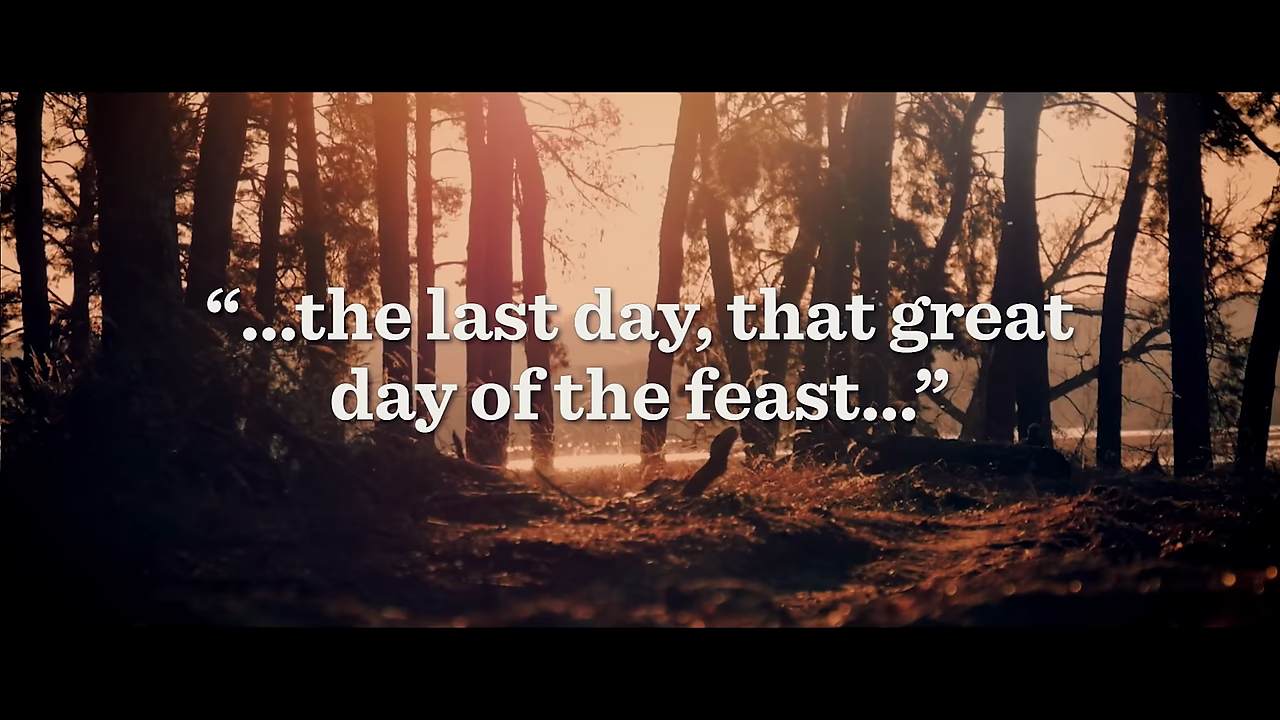 “...the last day, that great
day of the feast...”